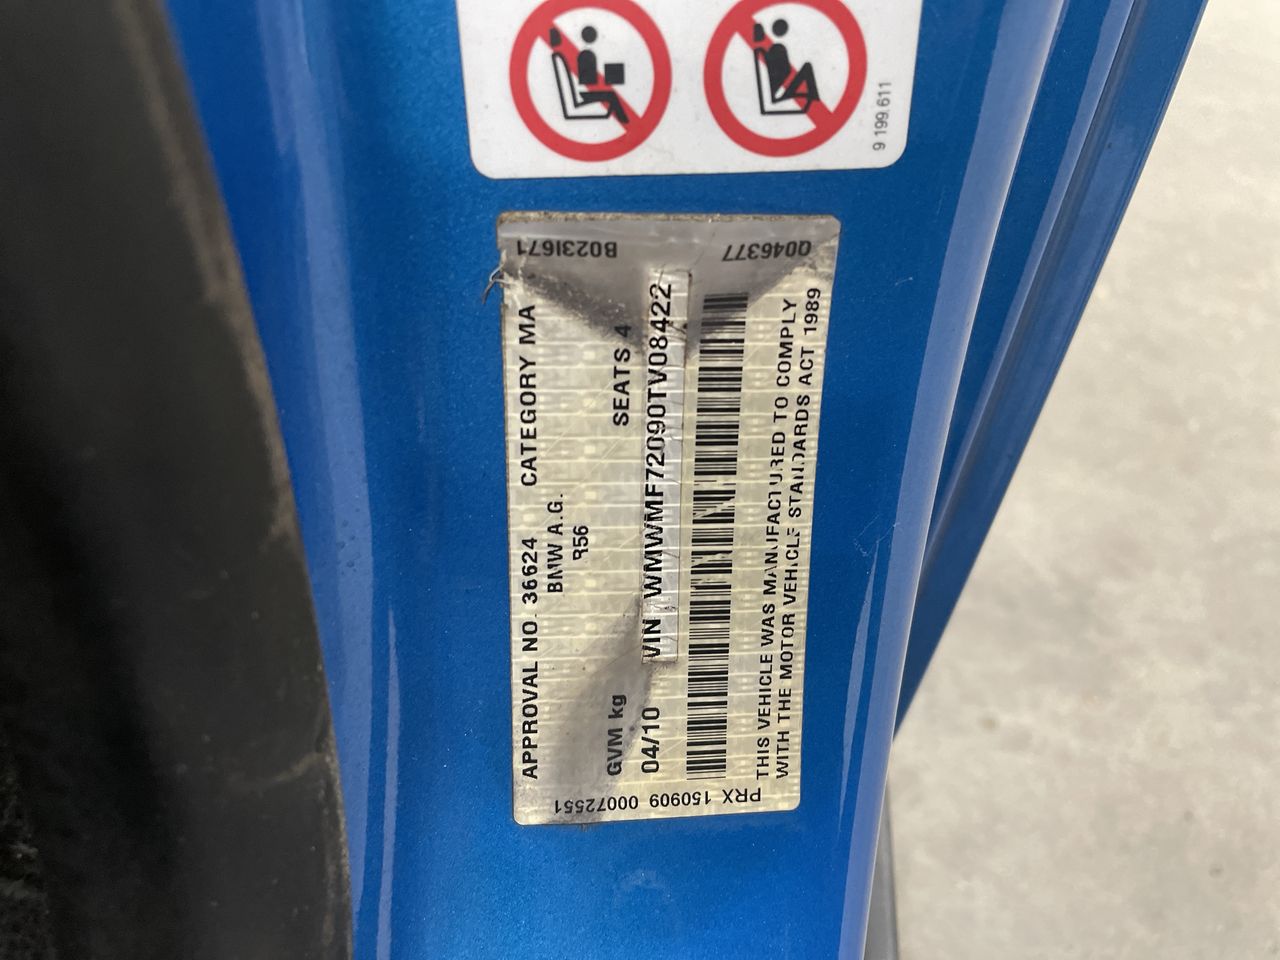 9 199 611
B0231671
Q046377
APPROVAL NO. 36624 CATEGORY MA
BMW A.G.
R56
GVM kg SEATS 4
04/10 VIN WMWMF72090TV08422
THIS VEHICLE WAS MANUFACTURED TO COMPLY
WITH THE MOTOR VEHICLE STANDARDS ACT 1989
PRX 150909 00072551